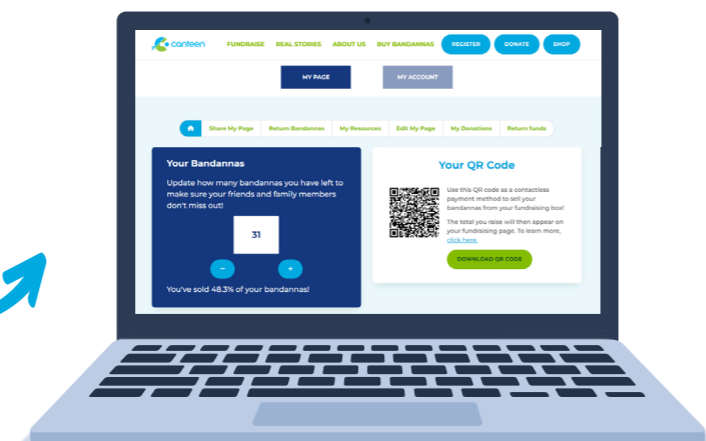 canteen FUNDRAISE REAL STORIES ABOUT US BUY BANDANNAS REGISTER DONATE SHOP
MY PAGE MY ACCOUNT
Share My Page Return Bandannas My Resources Edit My Page My Donations Return funds
Your Bandannas
Update how many bandannas you have left to
make sure your friends and family members
don't miss out!
31
- +
You've sold 48.3% of your bandannas!
Your QR Code
Use this QR code as a contactless
payment method to sell your
bandannas from your fundraising box!
The total you raise will then appear on
your fundraising page. To learn more,
click here.
DOWNLOAD QR CODE